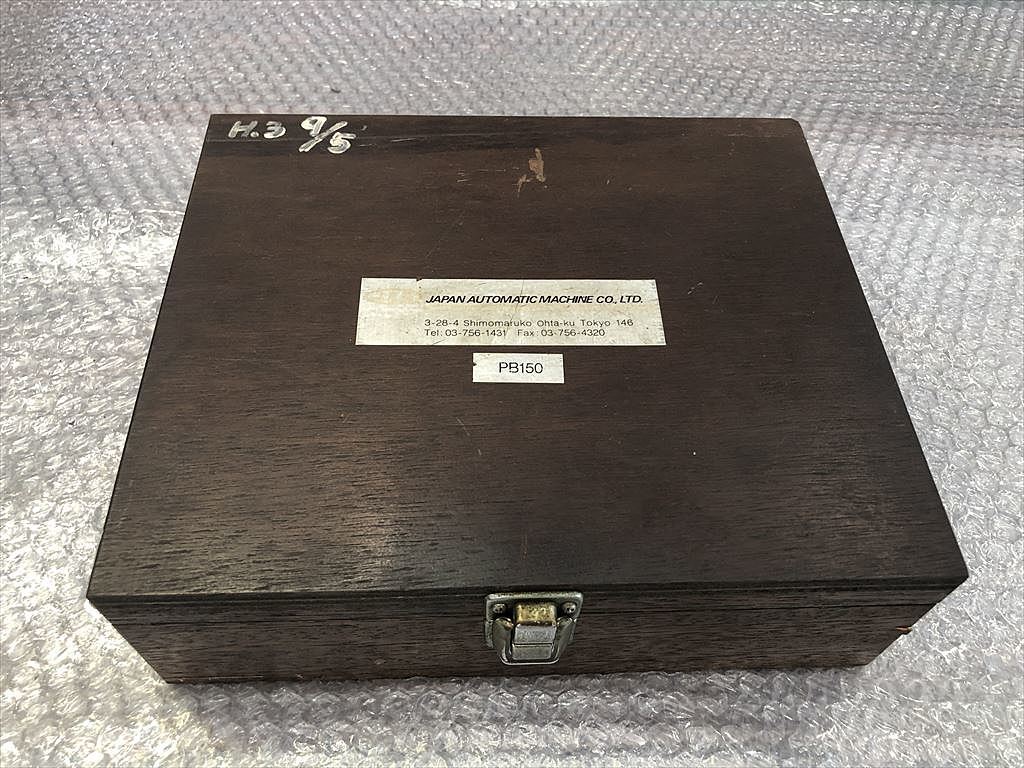 H.3 9/5
JAPAN AUTOMATIC MACHINE CO., LTD.
3-28-4 Shimomaruko Ohta-ku Tokyo 146
Tel: 03-756-1431 Fax: 03-756-4320
PB150